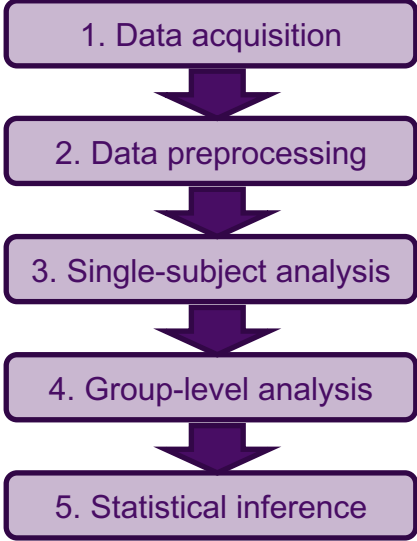 1. Data acquisition
2. Data preprocessing
3. Single-subject analysis
4. Group-level analysis
5. Statistical inference